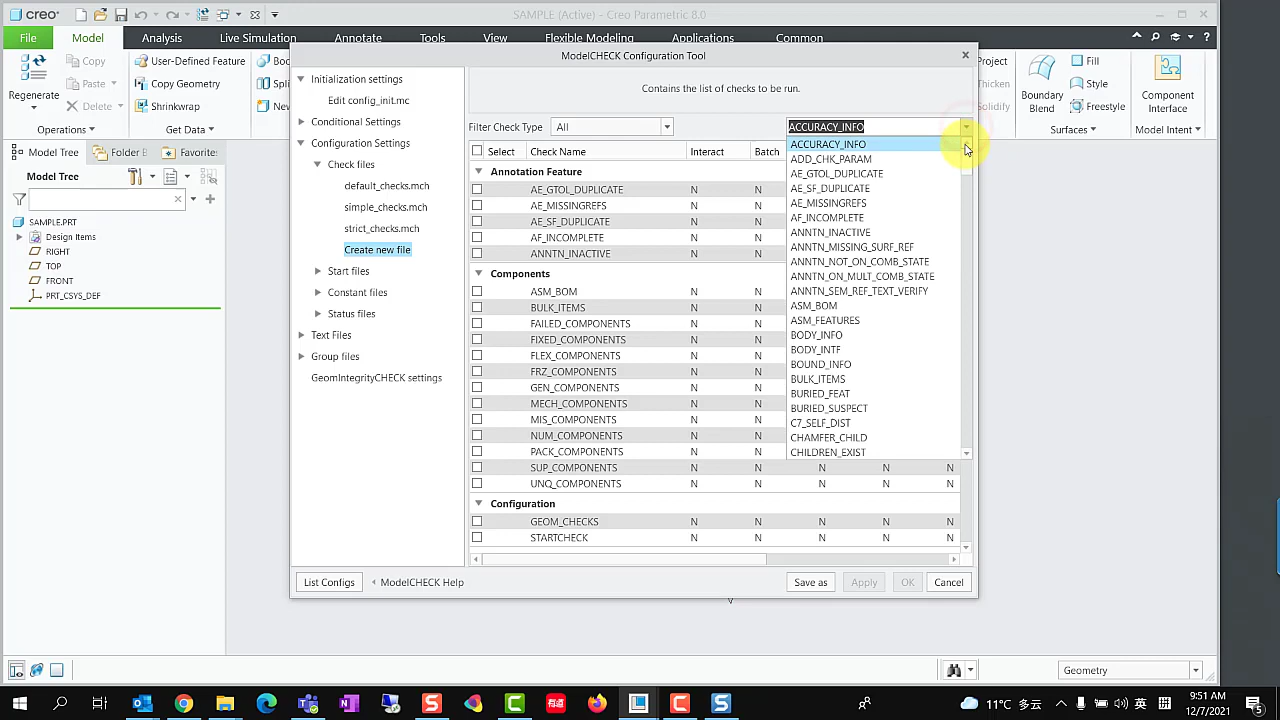 creo
SAMPLE (Active) - Creo Parametric 8.0
File Model Analysis Live Simulation Annotate Tools View Flexible Modeling Applications Common
Regenerate
Copy
Paste
Delete
Operations
User-Defined Feature
Copy Geometry
Shrinkwrap
Get Data
Project
Thicken
Solidify
Boundary
Blend
Fill
Style
Freestyle
Surfaces
Component
Interface
Model Intent
Model Tree
Folder B
Favorite
Model Tree
SAMPLE.PRT
Design Items
RIGHT
TOP
FRONT
PRT_CSYS_DEF
ModelCHECK Configuration Tool
Initialization settings
Edit config_init.mc
Conditional Settings
Configuration Settings
Check files
default_checks.mch
simple_checks.mch
strict_checks.mch
Create new file
Start files
Constant files
Status files
Text Files
Group files
GeomIntegrityCHECK settings
Contains the list of checks to be run.
Filter Check Type All ACCURACY_INFO
Select Check Name Interact Batch
Annotation Feature
AE_GTOL_DUPLICATE N N
AE_MISSINGREFS N N
AE_SF_DUPLICATE N N
AF_INCOMPLETE N N
ANNTN_INACTIVE N N
Components
ASM_BOM N N
BULK_ITEMS N N
FAILED_COMPONENTS N N
FIXED_COMPONENTS N N
FLEX_COMPONENTS N N
FRZ_COMPONENTS N N
GEN_COMPONENTS N N
MECH_COMPONENTS N N
MIS_COMPONENTS N N
NUM_COMPONENTS N N
PACK_COMPONENTS N N
SUP_COMPONENTS N N N N N
UNQ_COMPONENTS N N N N N
Configuration
GEOM_CHECKS N N N N N
STARTCHECK N N N N N
ACCURACY_INFO
ADD_CHK_PARAM
AE_GTOL_DUPLICATE
AE_SF_DUPLICATE
AE_MISSINGREFS
AF_INCOMPLETE
ANNTN_INACTIVE
ANNTN_MISSING_SURF_REF
ANNTN_NOT_ON_COMB_STATE
ANNTN_ON_MULT_COMB_STATE
ANNTN_SEM_REF_TEXT_VERIFY
ASM_BOM
ASM_FEATURES
BODY_INFO
BODY_INTF
BOUND_INFO
BULK_ITEMS
BURIED_FEAT
BURIED_SUSPECT
C7_SELF_DIST
CHAMFER_CHILD
CHILDREN_EXIST
List Configs ModelCHECK Help Save as Apply OK Cancel
Geometry
11°C 多云 英 拼 9:51 AM
12/7/2021
5